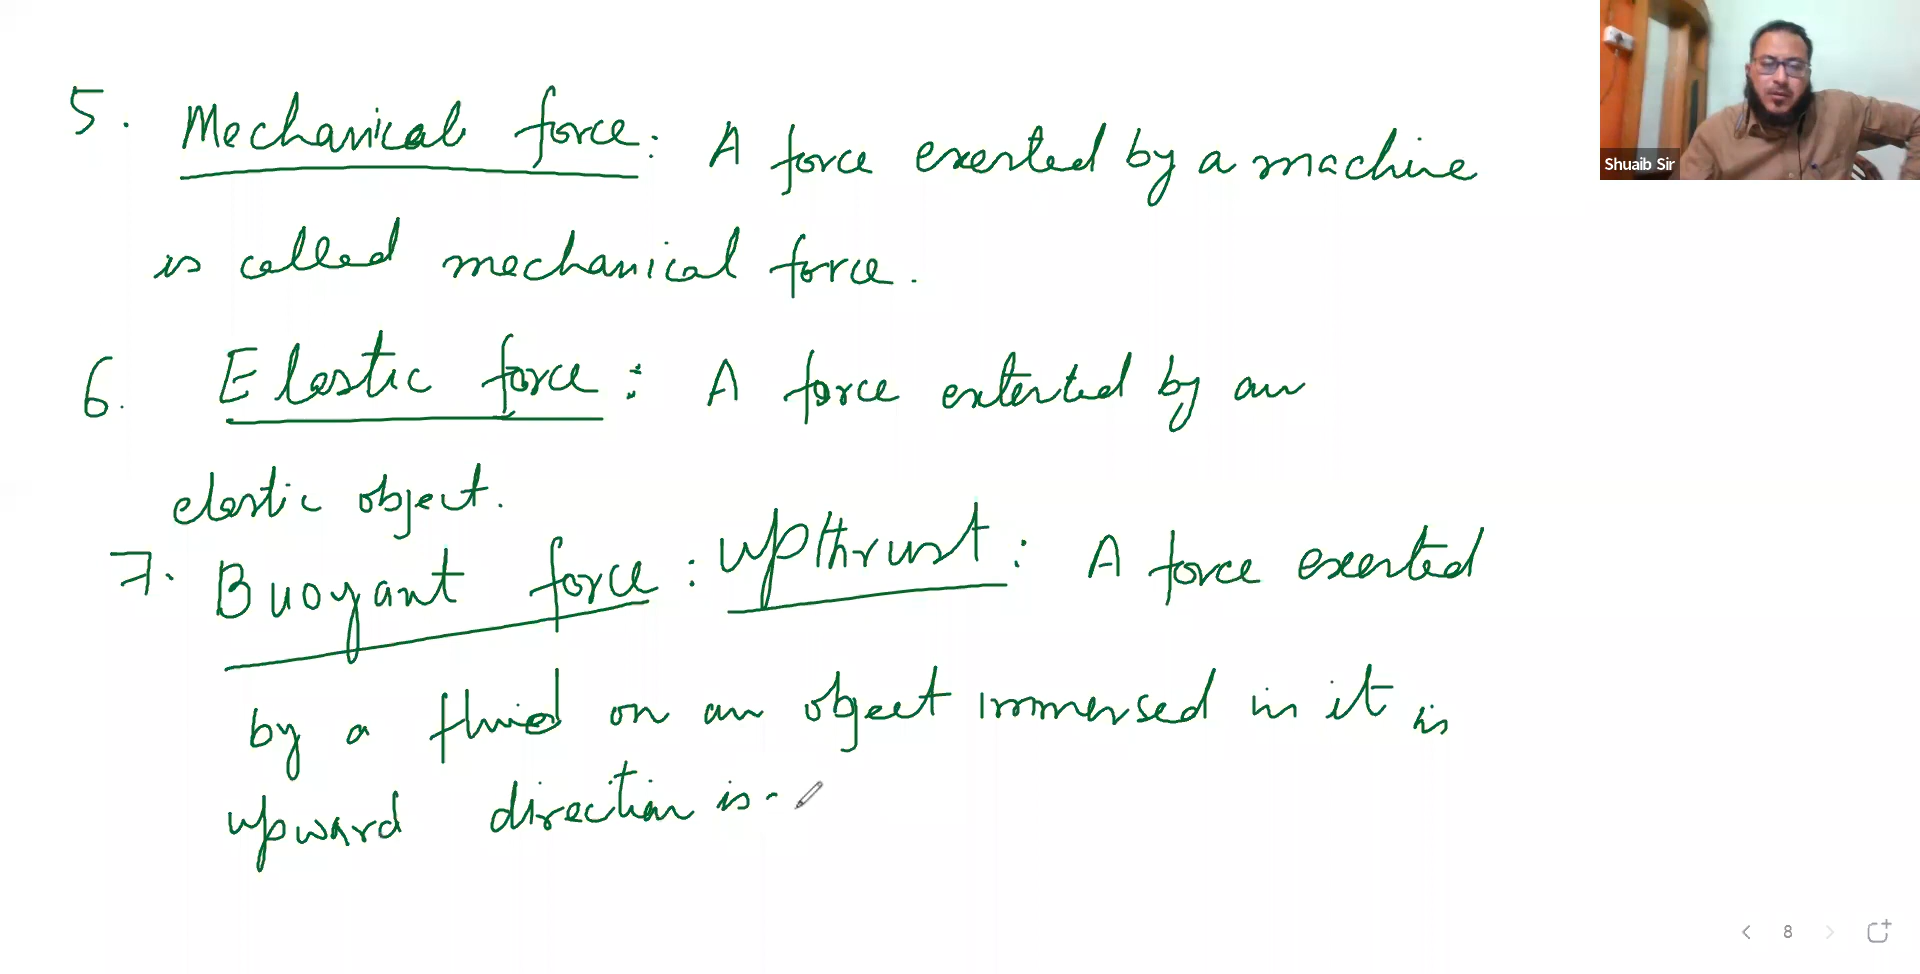 5. Mechanical force: A force exerted by a machine
is called mechanical force.
6. Elastic force: A force exterted by an
elastic object.
7. Buoyant force: upthrust: A force exerted
by a fluid on an object immersed in it is
upward direction is-
Shuaib Sir
8